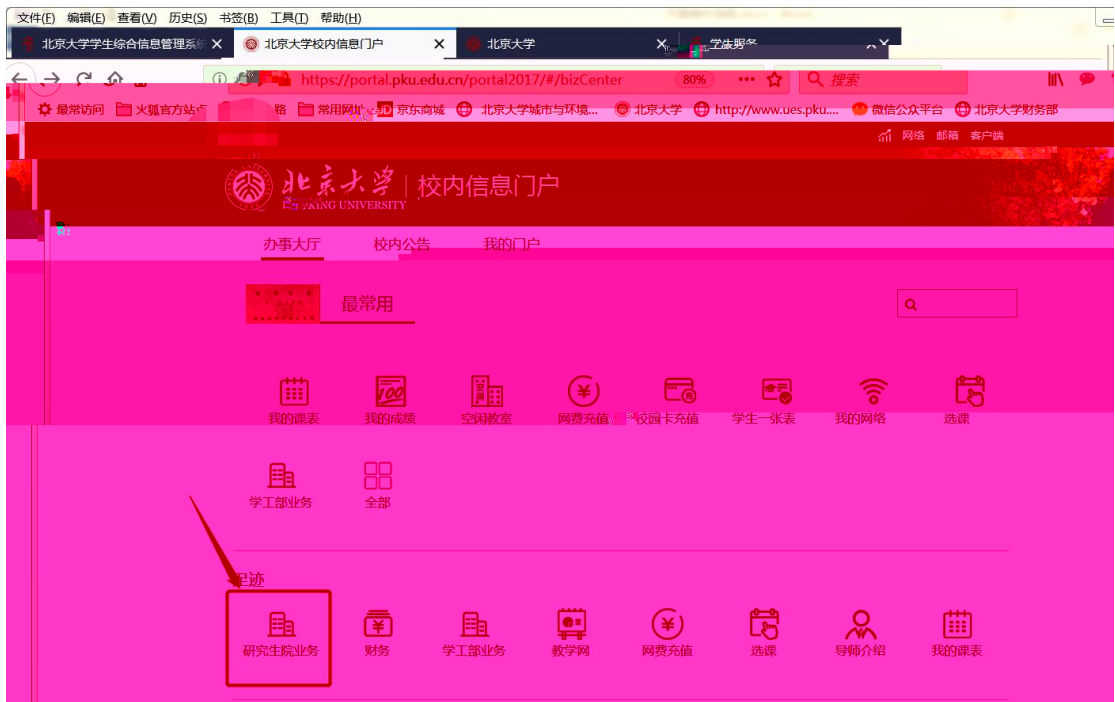 文件(F) 编辑(E) 查看(V) 历史(S) 书签(B) 工具(T) 帮助(H)
北京大学学生综合信息管理系统 北京大学校内信息门户 北京大学
https://portal.pku.edu.cn/portal2017/#/bizCenter 80% 搜索
最常访问 火狐官方站点 常用网址 JD 京东商城 北京大学城市与环境... 北京大学 http://www.ues.pku.... 微信公众平台 北京大学财务部
网络 邮箱 客户端
北京大学 校内信息门户
UNIVERSITY
办事大厅 校内公告 我的门户
最常用
我的课表 我的成绩 空闲教室 网费充值 校园卡充值 学生一张表 我的网络 选课
学工部业务 全部
足迹
研究生院业务 财务 学工部业务 教学网 网费充值 选课 导师介绍 我的课表